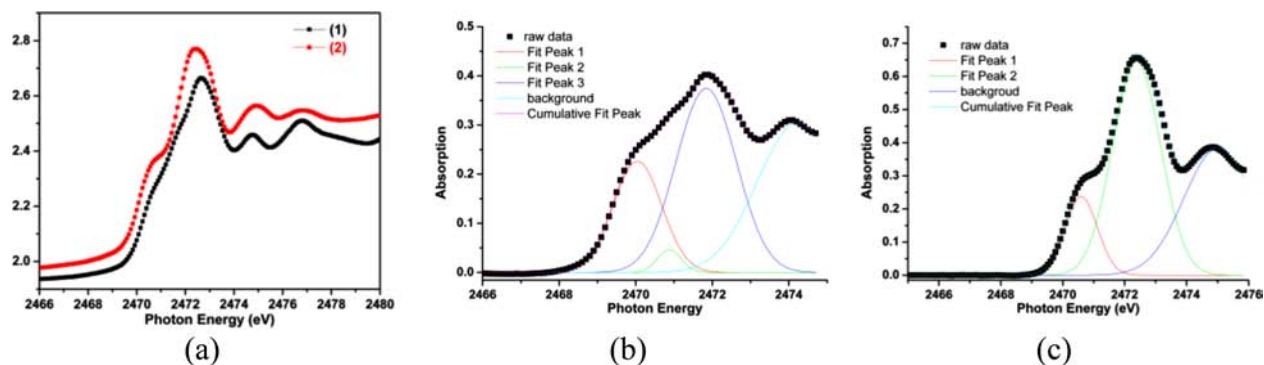 2.8
2.6
2.4
2.2
2.0
2466 2468 2470 2472 2474 2476 2478 2480
Photon Energy (eV)
(1)
(2)
(a)
0.5
0.4
0.3
0.2
0.1
0.0
Absorption
2466 2468 2470 2472 2474
Photon Energy
raw data
Fit Peak 1
Fit Peak 2
Fit Peak 3
background
Cumulative Fit Peak
(b)
0.7
0.6
0.5
0.4
0.3
0.2
0.1
0.0
Absorption
2466 2468 2470 2472 2474 2476
Photon Energy (eV)
raw data
Fit Peak 1
Fit Peak 2
backgroud
Cumulative Fit Peak
(c)